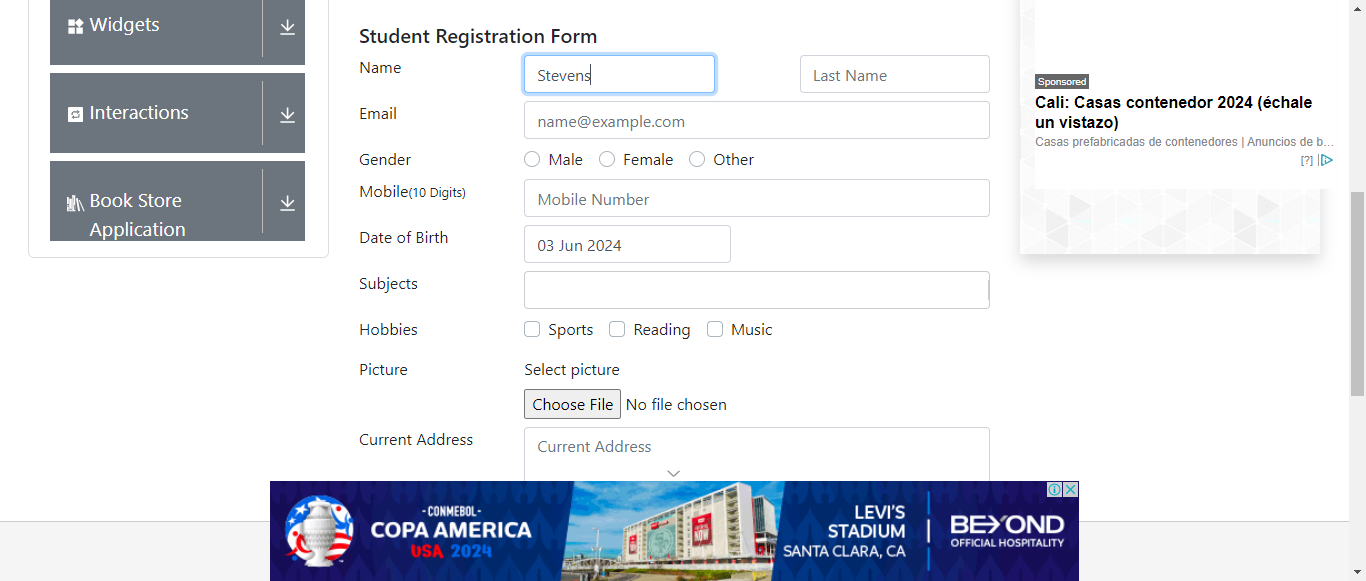 Widgets
Interactions
Book Store
Application
Student Registration Form
Name
Stevens
Last Name
Email
name@example.com
Gender
Male
Female
Other
Mobile(10 Digits)
Mobile Number
Date of Birth
03 Jun 2024
Subjects
Hobbies
Sports
Reading
Music
Picture
Select picture
Choose File No file chosen
Current Address
Current Address
Sponsored
Cali: Casas contenedor 2024 (échale
un vistazo)
Casas prefabricadas de contenedores | Anuncios de b...
[?]
-CONMEBOL-
COPA AMERICA
USA 2024
LEVI'S
STADIUM
SANTA CLARA, CA
BEYOND
OFFICIAL HOSPITALITY